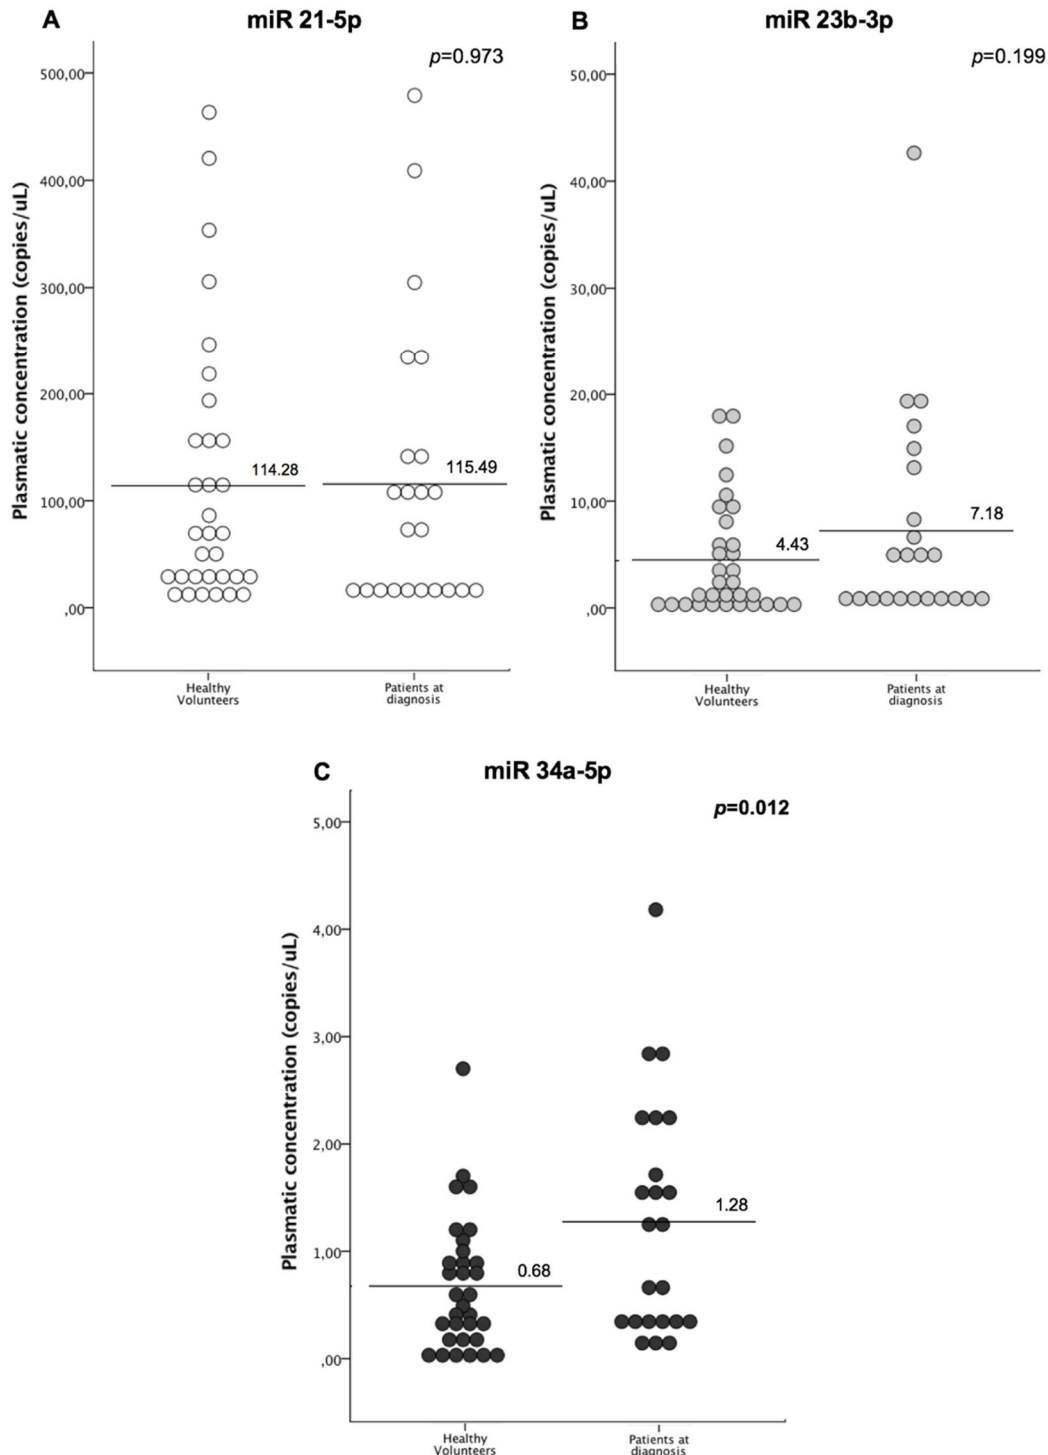 A
miR 21-5p
p=0.973
Plasmatic concentration (copies/uL)
500,00
400,00
300,00
200,00
100,00
,00
114.28
115.49
Healthy
Volunteers
Patients at
diagnosis
B
miR 23b-3p
p=0.199
Plasmatic concentration (copies/uL)
50,00
40,00
30,00
20,00
10,00
,00
4.43
7.18
Healthy
Volunteers
Patients at
diagnosis
C
miR 34a-5p
p=0.012
Plasmatic concentration (copies/uL)
5,00
4,00
3,00
2,00
1,00
,00
0.68
1.28
Healthy
Volunteers
Patients at
diagnosis